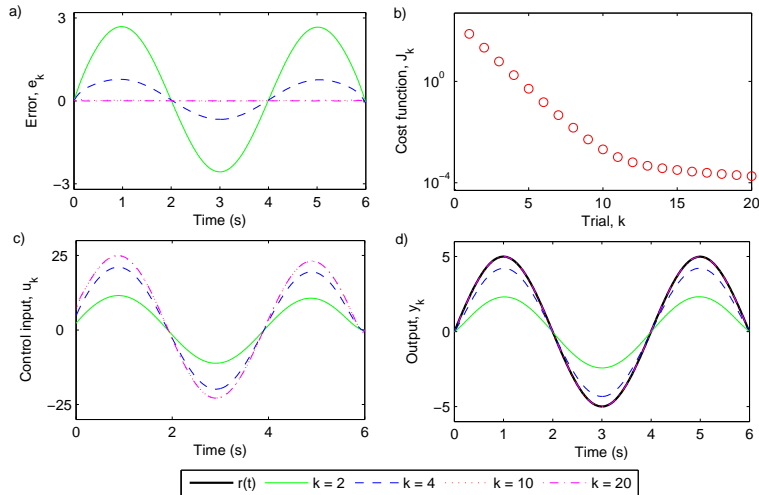 a)
3
0
−3
0 1 2 3 4 5 6
Error, e_k
Time (s)
b)
10^0
10^−4
0 5 10 15 20
Cost function, J_k
Trial, k
c)
25
0
−25
0 2 4 6
Control input, u_k
Time (s)
d)
5
0
−5
0 1 2 3 4 5 6
Output, y_k
Time (s)
r(t) k = 2 k = 4 k = 10 k = 20